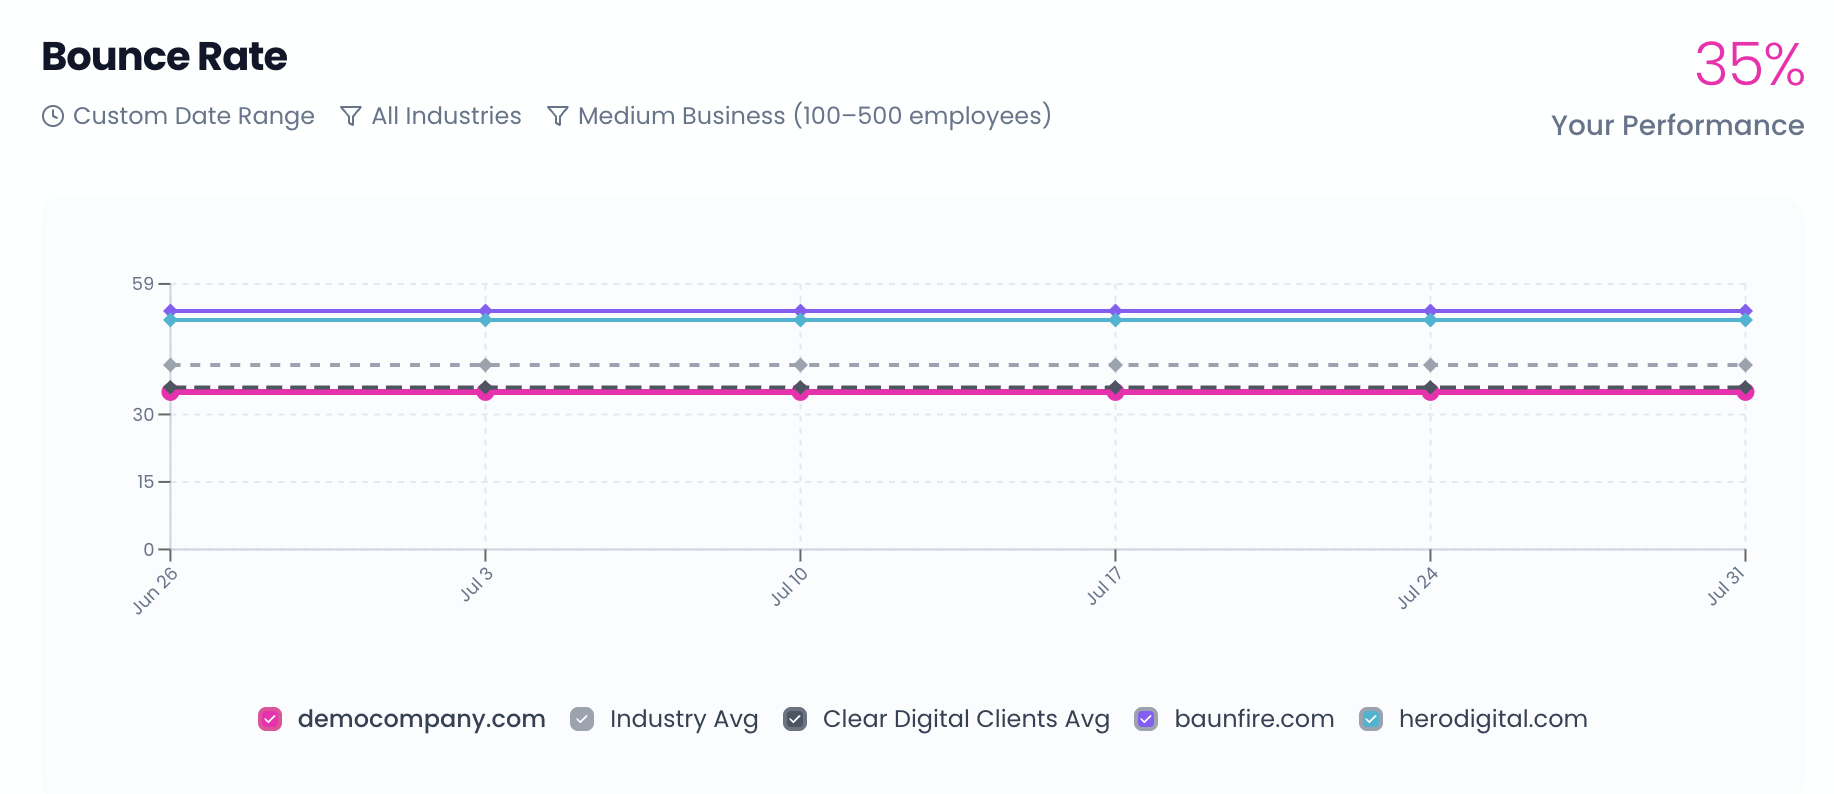 Bounce Rate
35%
Custom Date Range All Industries Medium Business (100–500 employees)
Your Performance
59
30
15
0
Jun 26 Jul 3 Jul 10 Jul 17 Jul 24 Jul 31
democompany.com Industry Avg Clear Digital Clients Avg baunfire.com herodigital.com